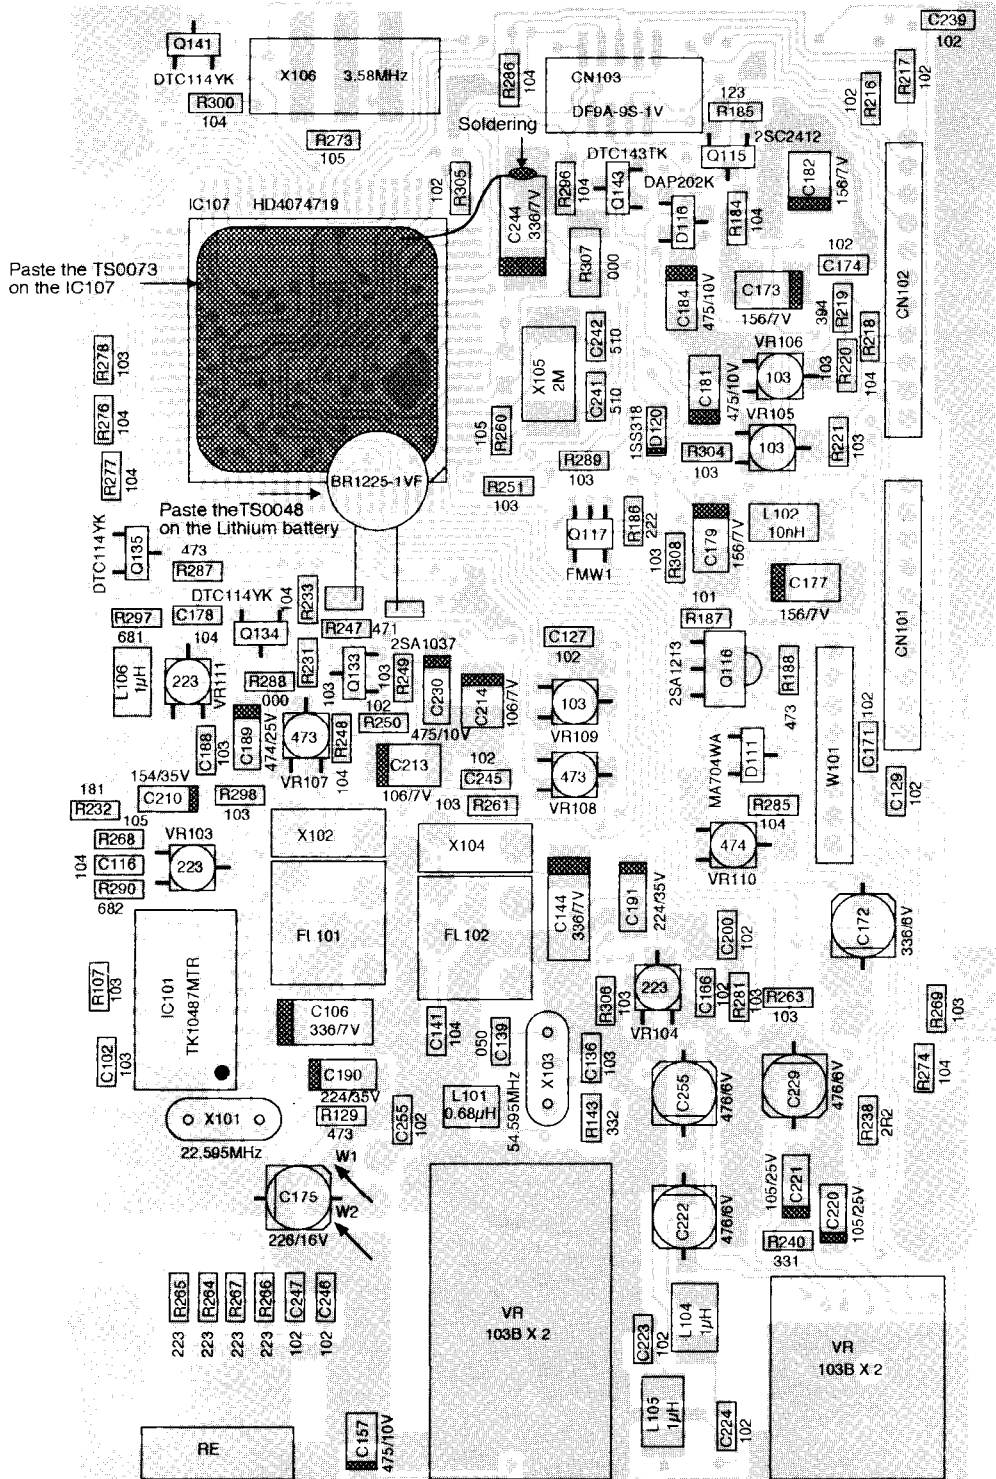 C239
102
Q141
DTC114YK
X106 3.58MHz
R300
104
R273
105
R286
104
CN103
DF9A-9S-1V
Soldering
123
R185
2SC2412
Q115
102
R216
R217
102
DTC143TK
Q143
DAP202K
D116
R184
104
C182
156/7V
102
R305
C244
336/7V
R296
104
R307
000
IC107 HD4074719
Paste the TS0073
on the IC107
C184
475/10V
C173
156/7V
102
C174
394
R219
R218
104
CN102
R278
103
R276
104
R277
104
X105
2M
C242
510
C241
510
VR106
103
103
R220
C181
475/10V
VR105
103
R221
103
105
R260
1SS318
D120
R304
103
R289
103
R251
103
BR1225-1VF
Paste theTS0048
on the Lithium battery
DTC114YK
Q135
473
R287
Q117
FMW1
R186
222
103
R308
C179
156/7V
L102
10nH
C177
156/7V
CN101
R297
681
C178
104
DTC114YK
Q134
104
R233
R247
471
C127
102
101
R187
2SA1213
Q116
R188
473
L106
1µH
223
VR111
R288
000
R231
103
Q133
2SA1037
103
R249
102
R250
C230
475/10V
C214
106/7V
103
VR109
C188
103
C189
474/25V
473
VR107
R248
104
C213
106/7V
102
C245
103
R261
473
VR108
MA704WA
D111
R285
104
W101
102
C171
C129
102
154/35V
C210
105
181
R232
R298
103
R268
104
C116
R290
682
VR103
223
X102
X104
474
VR110
FL101
FL102
C144
336/7V
C191
224/35V
C200
102
C172
336/6V
IC101
TK10487MTR
R107
103
C102
103
C106
336/7V
C141
104
050
C139
X103
54.595MHz
R306
103
223
VR104
C166
102
R281
103
R263
103
R269
103
R274
104
C136
103
C190
224/35V
R129
473
C255
102
L101
0.68µH
R143
332
C255
476/6V
C229
476/6V
R238
2R2
X101
22.595MHz
W1
C175
W2
226/16V
C222
476/6V
105/25V
C221
C220
105/25V
R240
331
R265
223
R264
223
R267
223
R266
223
C247
102
C246
102
VR
103B X 2
C223
102
L104
1µH
VR
103B X 2
L105
1µH
C224
102
RE
C157
475/10V